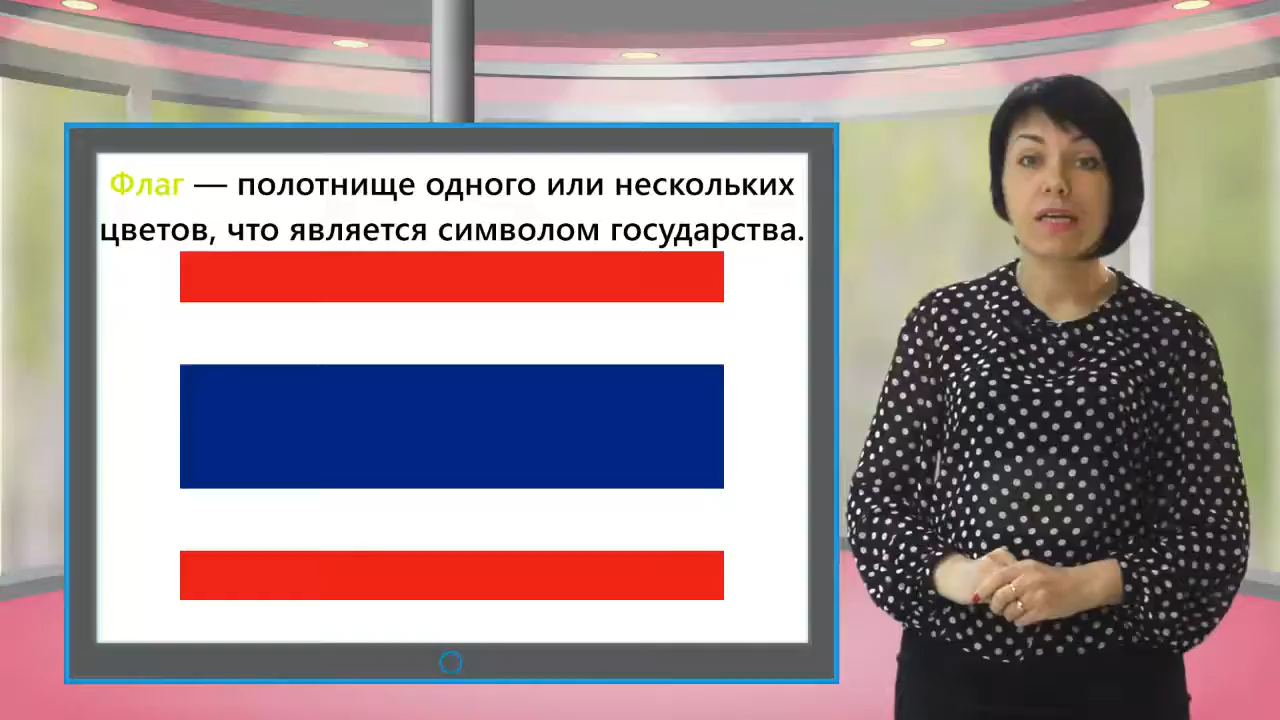 Флаг — полотнище одного или нескольких
цветов, что является символом государства.